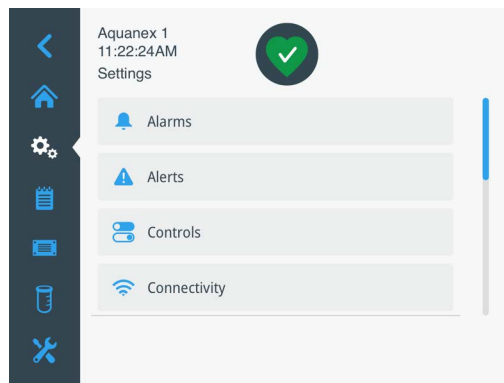 Aquanex 1
11:22:24AM
Settings
Alarms
Alerts
Controls
Connectivity